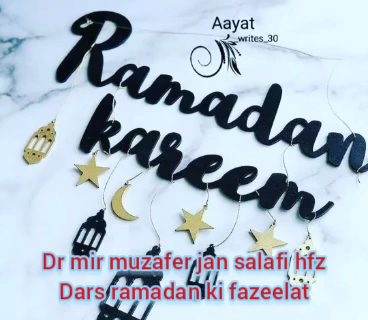 Aayat
writes_30
Ramadan
kareem
Dr mir muzafer jan salafi hfz
Dars ramadan ki fazeelat